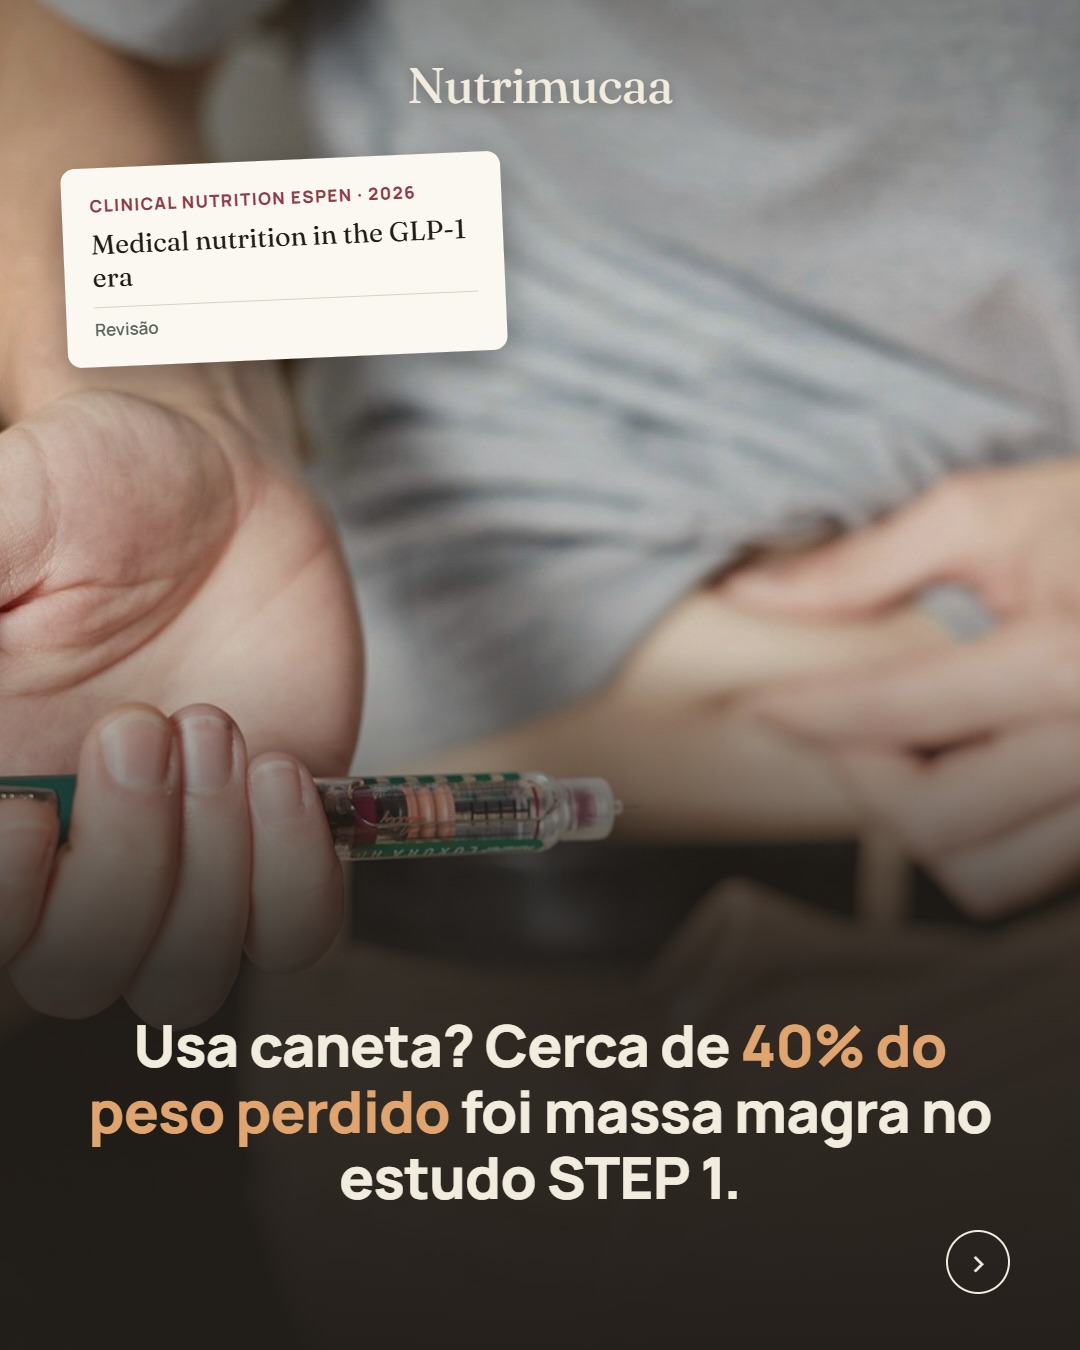 Nutrimucaa
CLINICAL NUTRITION ESPEN · 2026
Medical nutrition in the GLP-1
era
Revisão
Usa caneta? Cerca de 40% do
peso perdido foi massa magra no
estudo STEP 1.